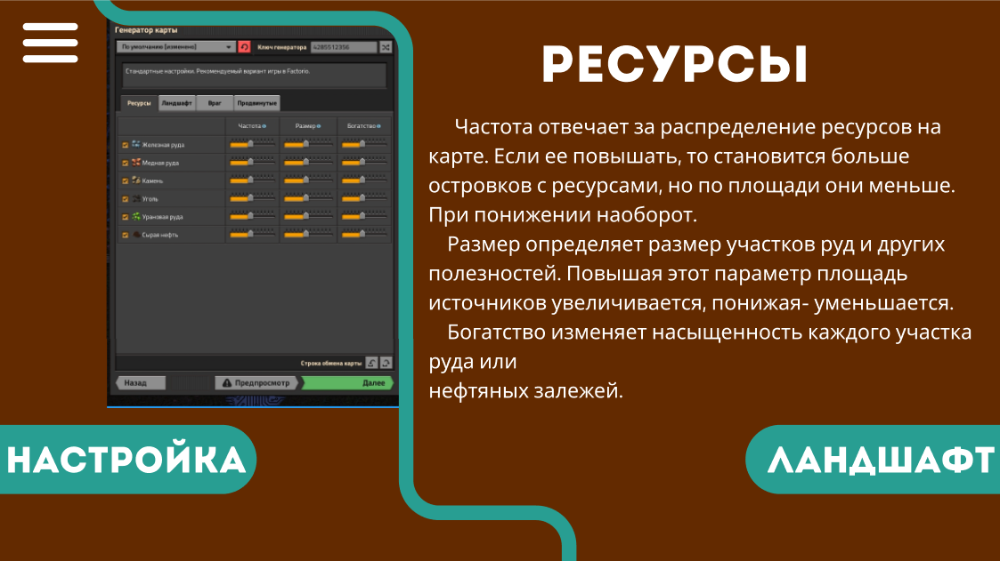 Генератор карты
По умолчанию [изменено]
Ключ генератора
4285512356
Стандартные настройки. Рекомендуемый вариант игры в Factorio.
Ресурсы
Ландшафт
Враг
Продвинутые
Частота
Размер
Богатство
Железная руда
Медная руда
Камень
Уголь
Урановая руда
Сырая нефть
Строка обмена карты
Назад
Предпросмотр
Далее
РЕСУРСЫ
Частота отвечает за распределение ресурсов на
карте. Если ее повышать, то становится больше
островков с ресурсами, но по площади они меньше.
При понижении наоборот.
Размер определяет размер участков руд и других
полезностей. Повышая этот параметр площадь
источников увеличивается, понижая- уменьшается.
Богатство изменяет насыщенность каждого участка
руда или
нефтяных залежей.
НАСТРОЙКА
ЛАНДШАФТ